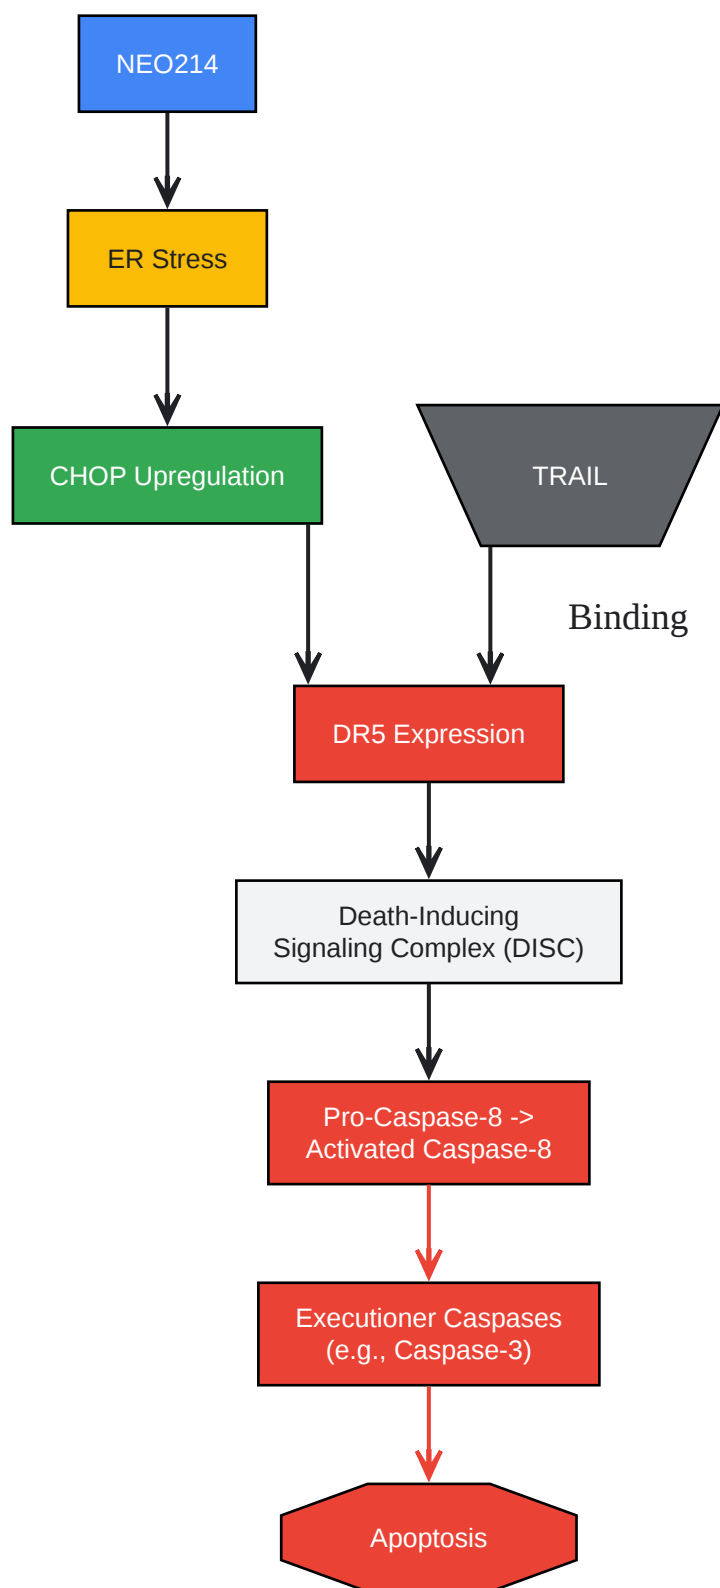 NEO214
ER Stress
CHOP Upregulation
TRAIL
Binding
DR5 Expression
Death-Inducing
Signaling Complex (DISC)
Pro-Caspase-8 ->
Activated Caspase-8
Executioner Caspases
(e.g., Caspase-3)
Apoptosis